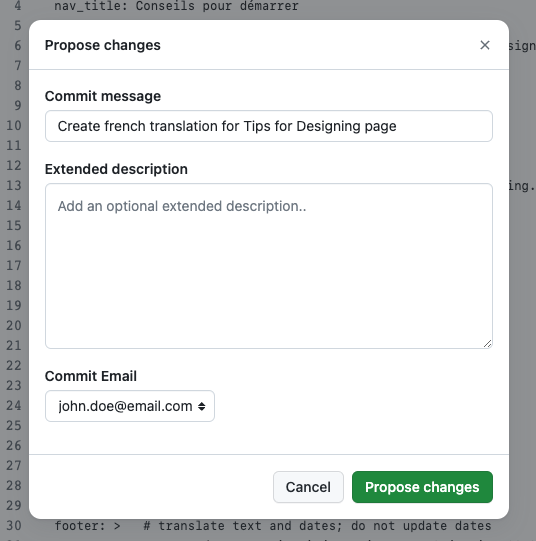 4 nav_title: Conseils pour démarrer
5
Propose changes
6 sign
7
8
Commit message
9
10 Create french translation for Tips for Designing page
11
12
Extended description
13 ing.
14 Add an optional extended description..
15
16
17
18
19
20
21
22
Commit Email
23
24 john.doe@email.com
25
26
27
28 Cancel Propose changes
29
30 footer: > # translate text and dates; do not update dates